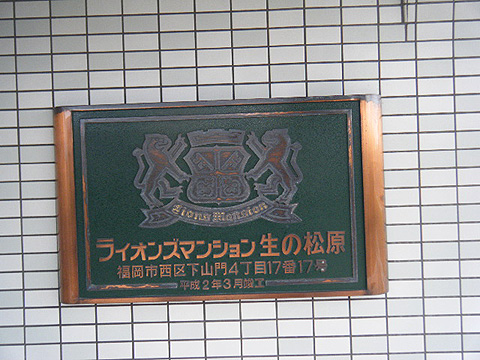 Lions Mansion
ライオンズマンション生の松原
福岡市西区下山門4丁目17番17号
平成2年3月竣工